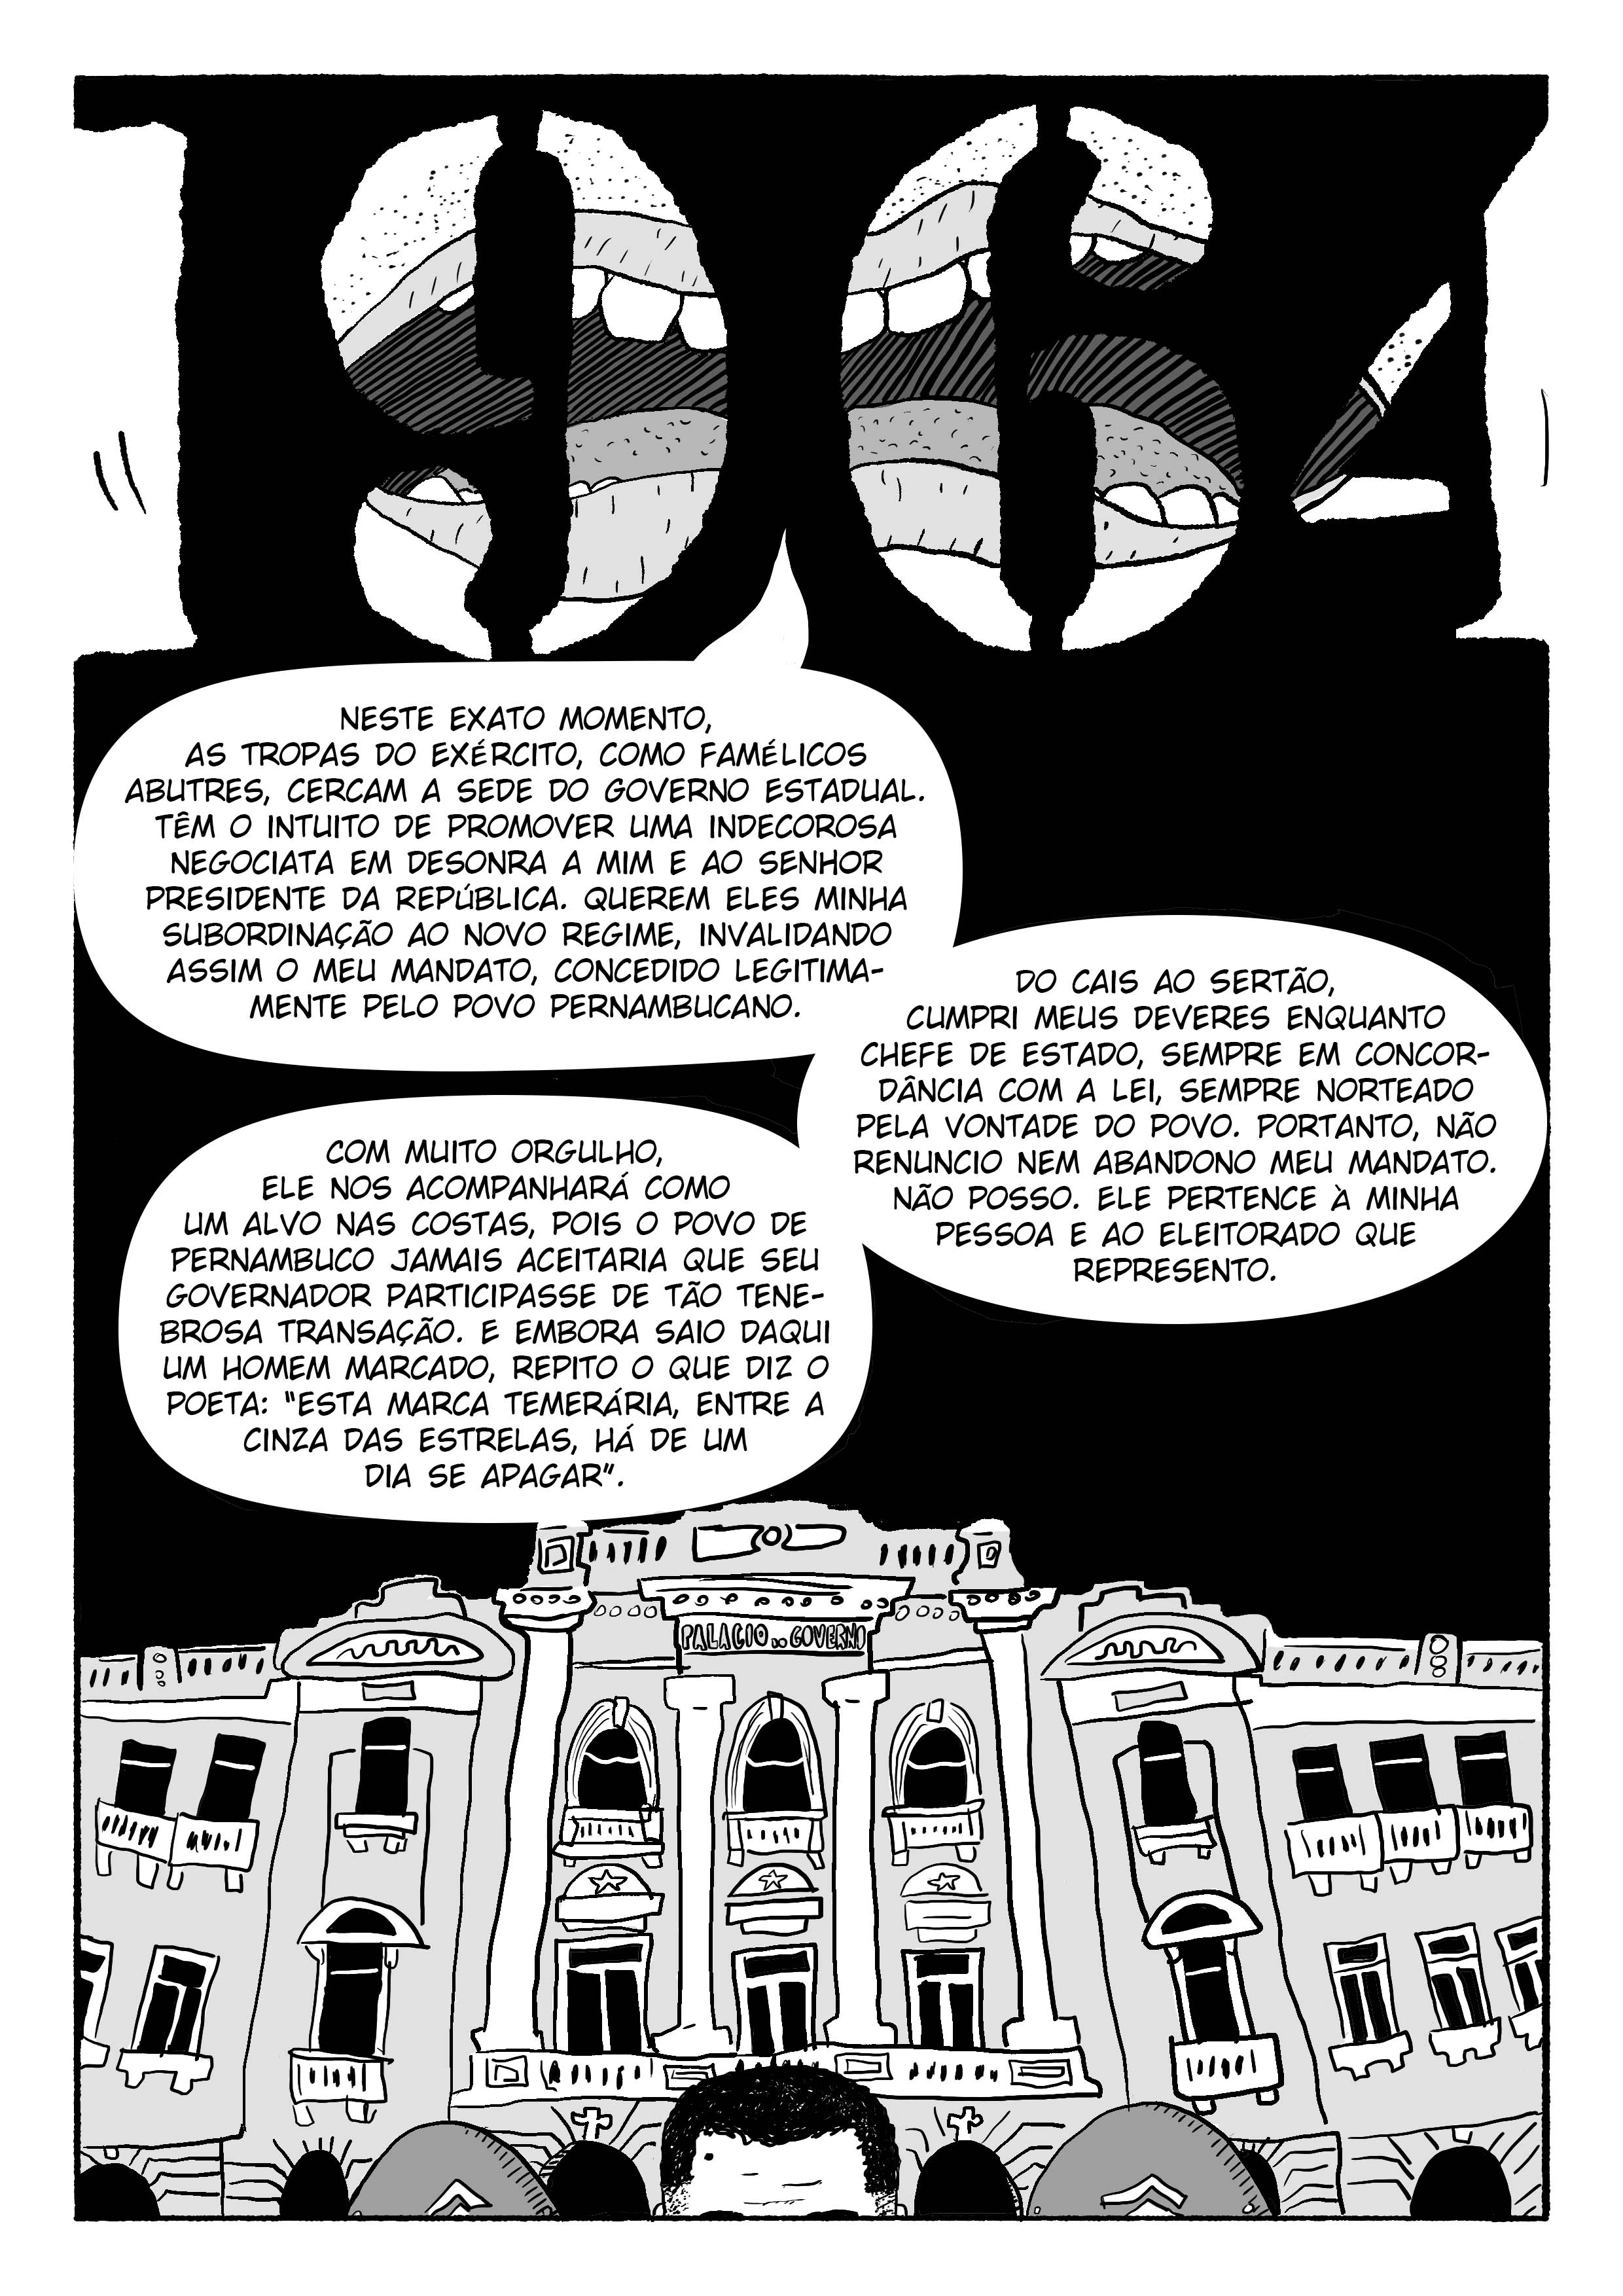 1964
NESTE EXATO MOMENTO,
AS TROPAS DO EXÉRCITO, COMO FAMÉLICOS
ABUTRES, CERCAM A SEDE DO GOVERNO ESTADUAL.
TÊM O INTUITO DE PROMOVER UMA INDECOROSA
NEGOCIATA EM DESONRA A MIM E AO SENHOR
PRESIDENTE DA REPÚBLICA. QUEREM ELES MINHA
SUBORDINAÇÃO AO NOVO REGIME, INVALIDANDO
ASSIM O MEU MANDATO, CONCEDIDO LEGITIMA-
MENTE PELO POVO PERNAMBUCANO.
DO CAIS AO SERTÃO,
CUMPRI MEUS DEVERES ENQUANTO
CHEFE DE ESTADO, SEMPRE EM CONCOR-
DÂNCIA COM A LEI, SEMPRE NORTEADO
PELA VONTADE DO POVO. PORTANTO, NÃO
RENUNCIO NEM ABANDONO MEU MANDATO.
NÃO POSSO. ELE PERTENCE À MINHA
PESSOA E AO ELEITORADO QUE
REPRESENTO.
COM MUITO ORGULHO,
ELE NOS ACOMPANHARÁ COMO
UM ALVO NAS COSTAS, POIS O POVO DE
PERNAMBUCO JAMAIS ACEITARIA QUE SEU
GOVERNADOR PARTICIPASSE DE TÃO TENE-
BROSA TRANSAÇÃO. E EMBORA SAIO DAQUI
UM HOMEM MARCADO, REPITO O QUE DIZ O
POETA: “ESTA MARCA TEMERÁRIA, ENTRE A
CINZA DAS ESTRELAS, HÁ DE UM
DIA SE APAGAR”.
PALACIO DO GOVERNO